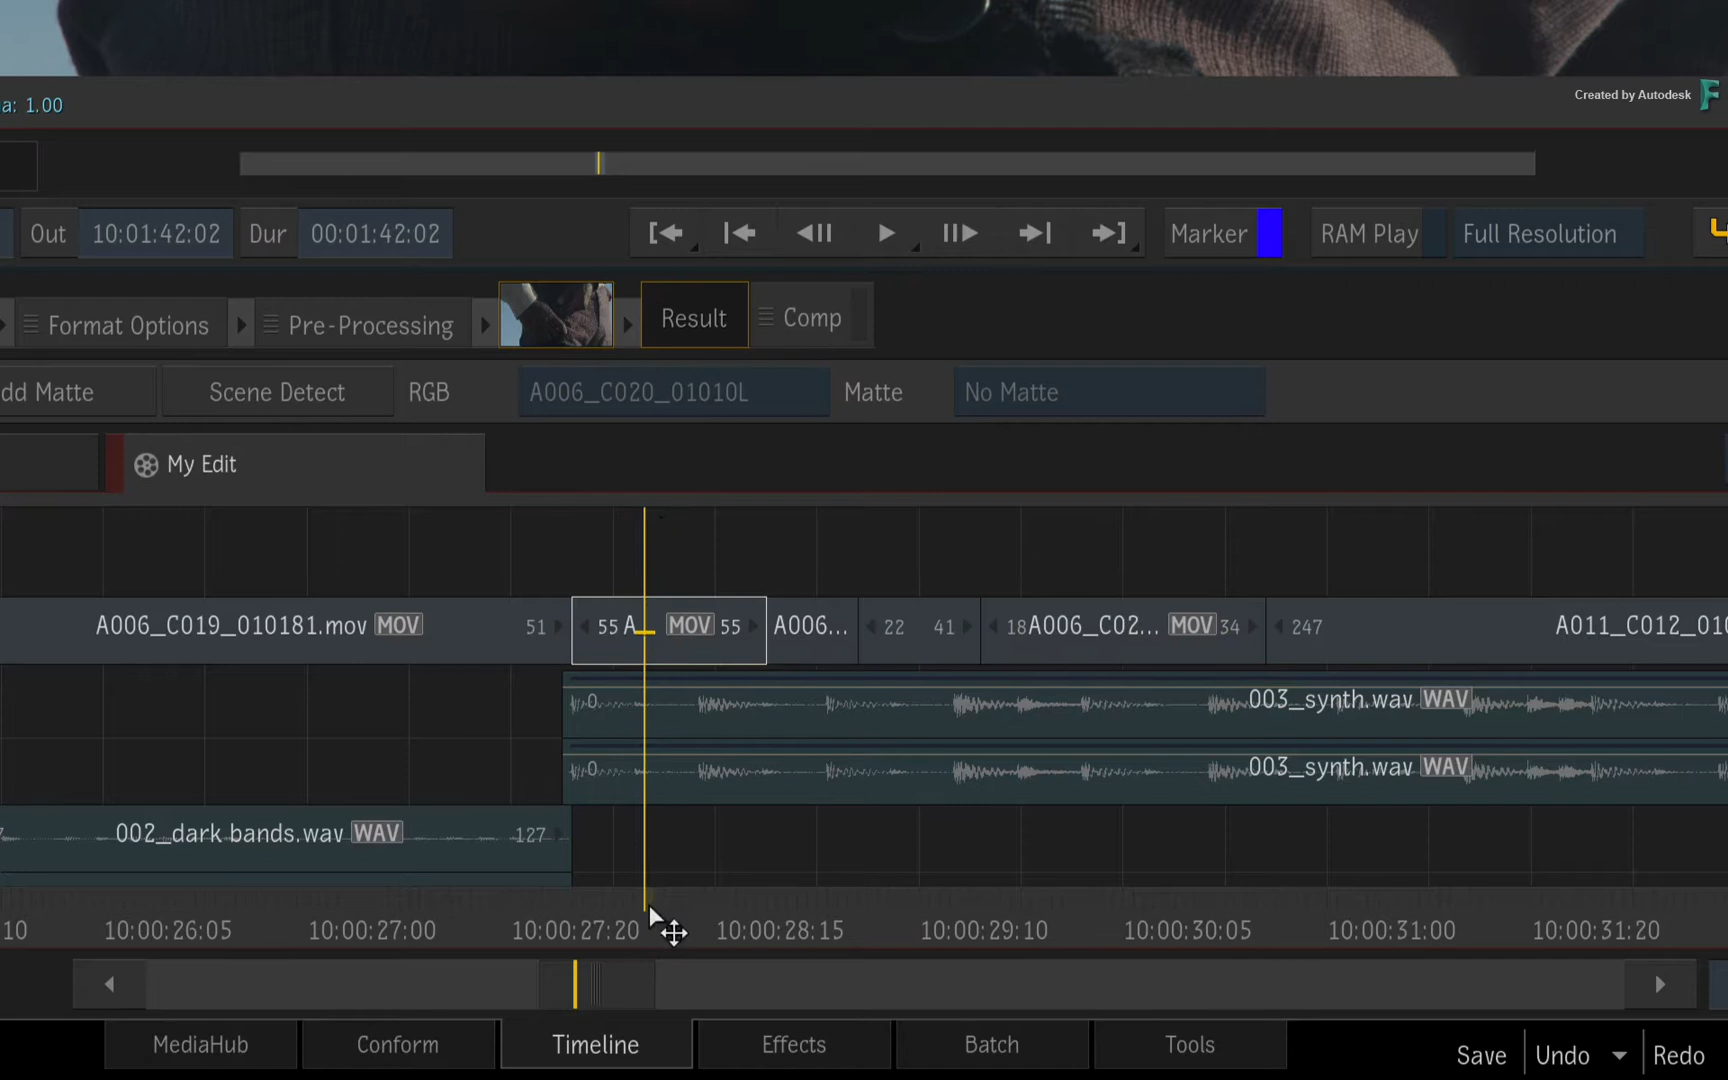 a: 1.00
Created by Autodesk
Out 10:01:42:02 Dur 00:01:42:02 Marker RAM Play Full Resolution
Format Options Pre-Processing Result Comp
dd Matte Scene Detect RGB A006_C020_01010L Matte No Matte
My Edit
A006_C019_010181.mov MOV 51 55 A_ MOV 55 A006... 22 41 18 A006_C02... MOV 34 247 A011_C012_010
0 003_synth.wav WAV
0 003_synth.wav WAV
002_dark bands.wav WAV 127
10 10:00:26:05 10:00:27:00 10:00:27:20 10:00:28:15 10:00:29:10 10:00:30:05 10:00:31:00 10:00:31:20
MediaHub Conform Timeline Effects Batch Tools Save Undo Redo